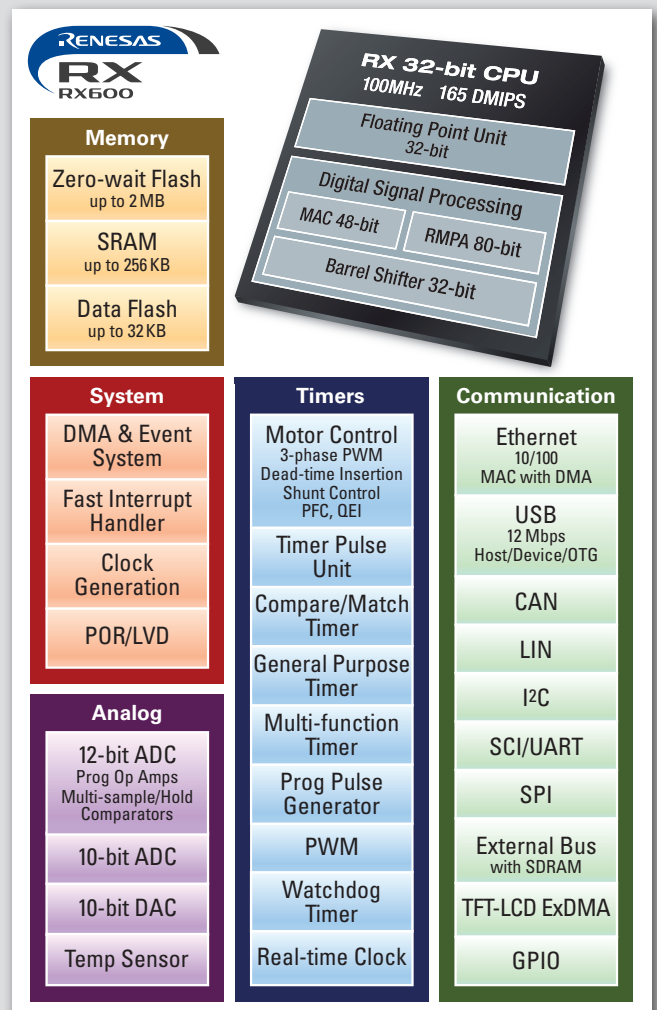 RENESAS
RX
RX600
RX 32-bit CPU
100MHz 165 DMIPS
Floating Point Unit
32-bit
Digital Signal Processing
MAC 48-bit
RMPA 80-bit
Barrel Shifter 32-bit
Memory
Zero-wait Flash
up to 2 MB
SRAM
up to 256 KB
Data Flash
up to 32 KB
System
DMA & Event
System
Fast Interrupt
Handler
Clock
Generation
POR/LVD
Analog
12-bit ADC
Prog Op Amps
Multi-sample/Hold
Comparators
10-bit ADC
10-bit DAC
Temp Sensor
Timers
Motor Control
3-phase PWM
Dead-time Insertion
Shunt Control
PFC, QEI
Timer Pulse
Unit
Compare/Match
Timer
General Purpose
Timer
Multi-function
Timer
Prog Pulse
Generator
PWM
Watchdog
Timer
Real-time Clock
Communication
Ethernet
10/100
MAC with DMA
USB
12 Mbps
Host/Device/OTG
CAN
LIN
I²C
SCI/UART
SPI
External Bus
with SDRAM
TFT-LCD ExDMA
GPIO